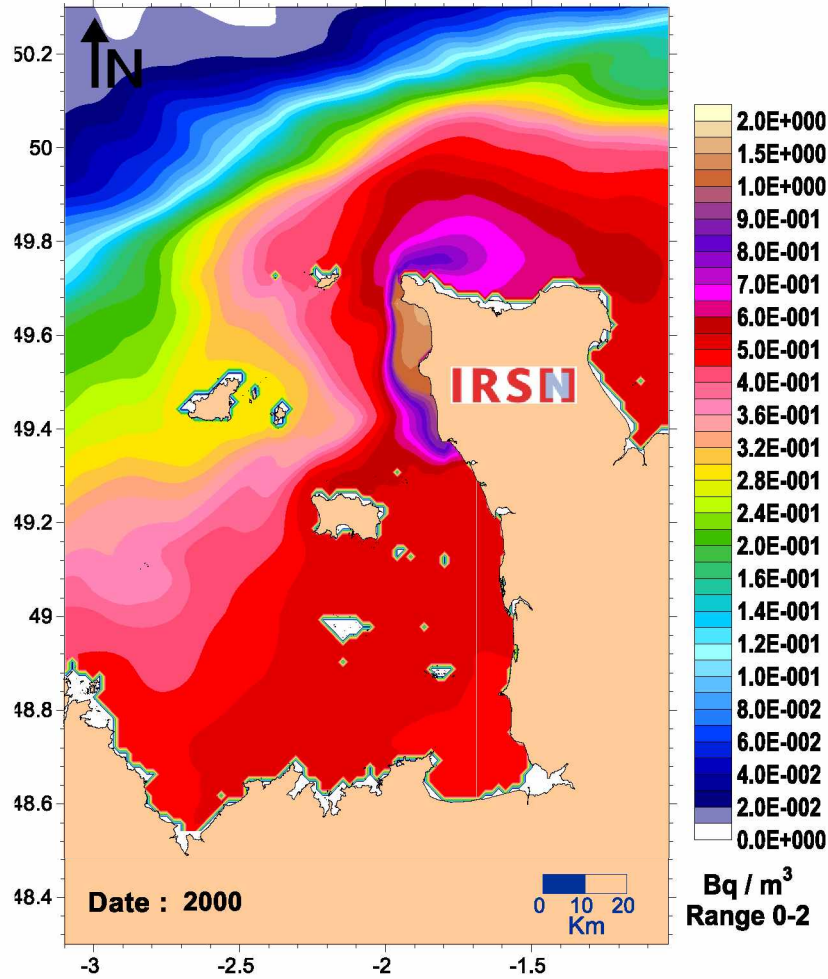 N
50.2
50
49.8
49.6
49.4
49.2
49
48.8
48.6
48.4
-3
-2.5
-2
-1.5
IRSN
Date : 2000
0 10 20
Km
2.0E+000
1.5E+000
1.0E+000
9.0E-001
8.0E-001
7.0E-001
6.0E-001
5.0E-001
4.0E-001
3.6E-001
3.2E-001
2.8E-001
2.4E-001
2.0E-001
1.6E-001
1.4E-001
1.2E-001
1.0E-001
8.0E-002
6.0E-002
4.0E-002
2.0E-002
0.0E+000
Bq / m³
Range 0-2